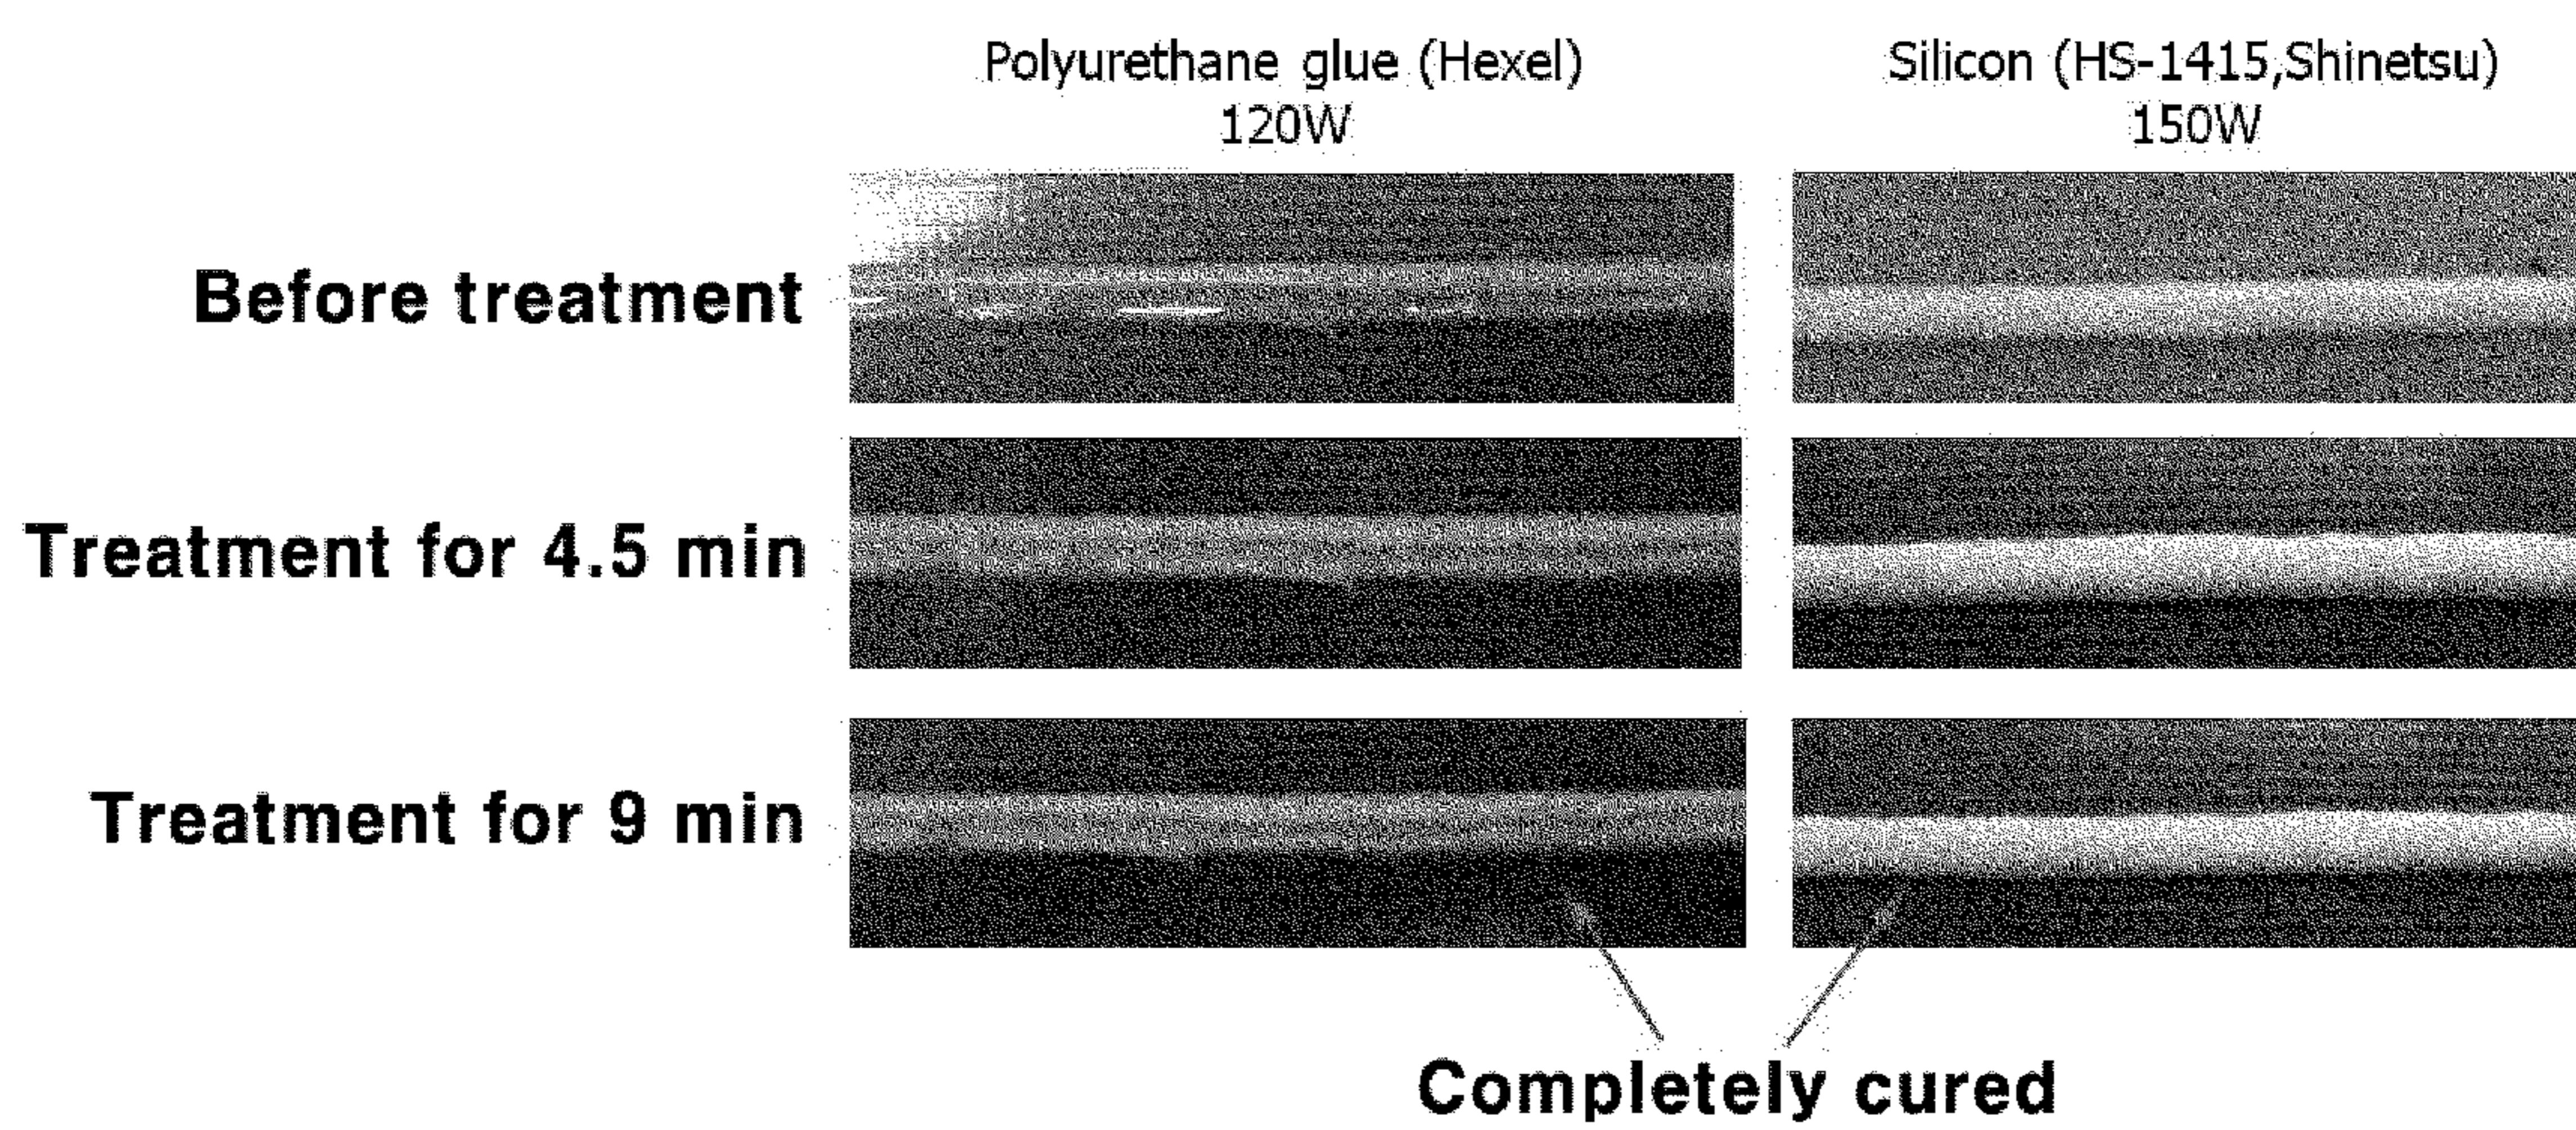 Polyurethane glue (Hexel)
120W
Silicon (HS-1415,Shinetsu)
150W
Before treatment
Treatment for 4.5 min
Treatment for 9 min
Completely cured